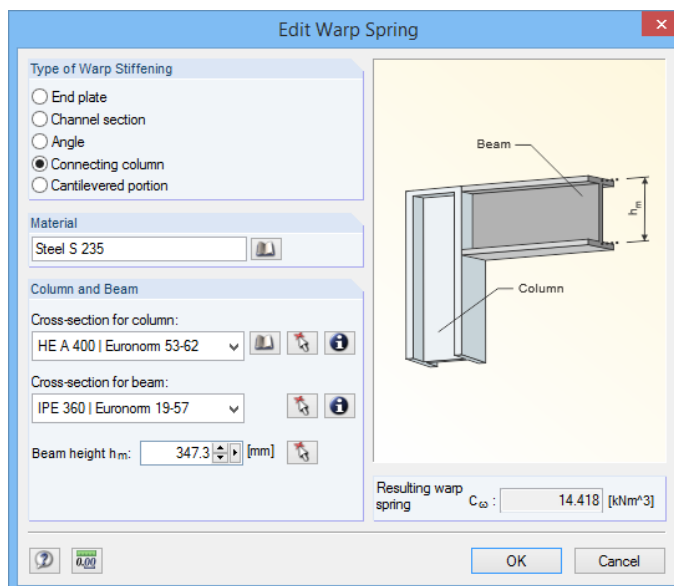 Edit Warp Spring
Type of Warp Stiffening
End plate
Channel section
Angle
Connecting column
Cantilevered portion
Material
Steel S 235
Column and Beam
Cross-section for column:
HE A 400 | Euronorm 53-62
Cross-section for beam:
IPE 360 | Euronorm 19-57
Beam height hm: 347.3 [mm]
Beam
hm
Column
Resulting warp
spring Cω : 14.418 [kNm^3]
0.00
OK
Cancel